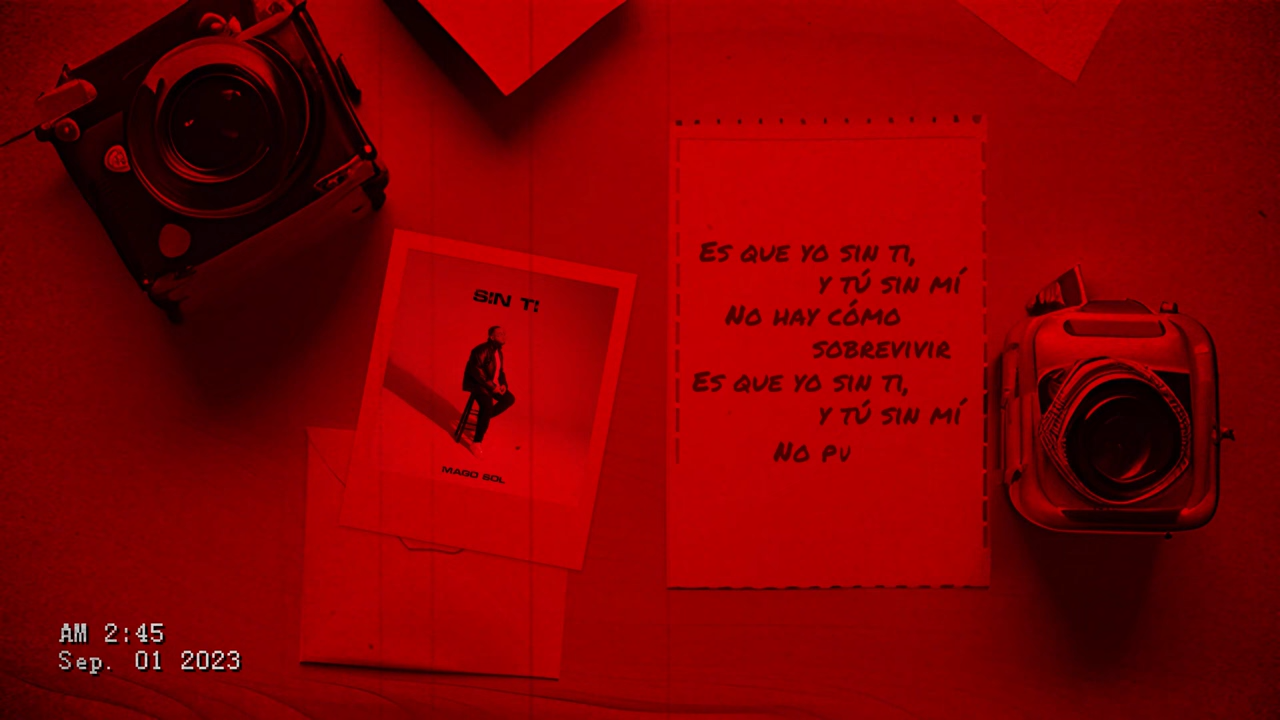 SIN TI
MAGO SOL
ES QUE YO SIN TI,
Y TÚ SIN MÍ
NO HAY CÓMO
SOBREVIVIR
ES QUE YO SIN TI,
Y TÚ SIN MÍ
NO PU
AM 2:45
Sep. 01 2023